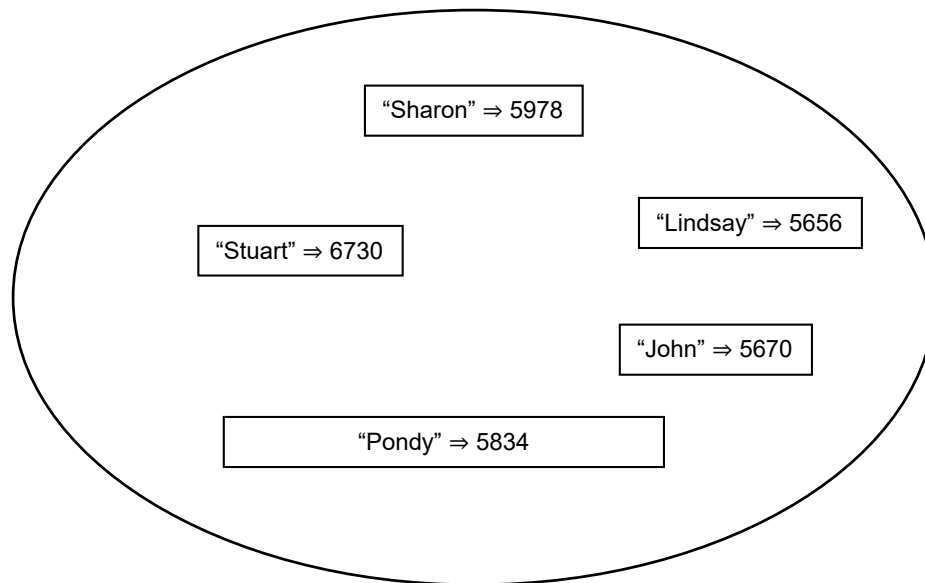 “Sharon” ⇒ 5978
“Lindsay” ⇒ 5656
“Stuart” ⇒ 6730
“John” ⇒ 5670
“Pondy” ⇒ 5834